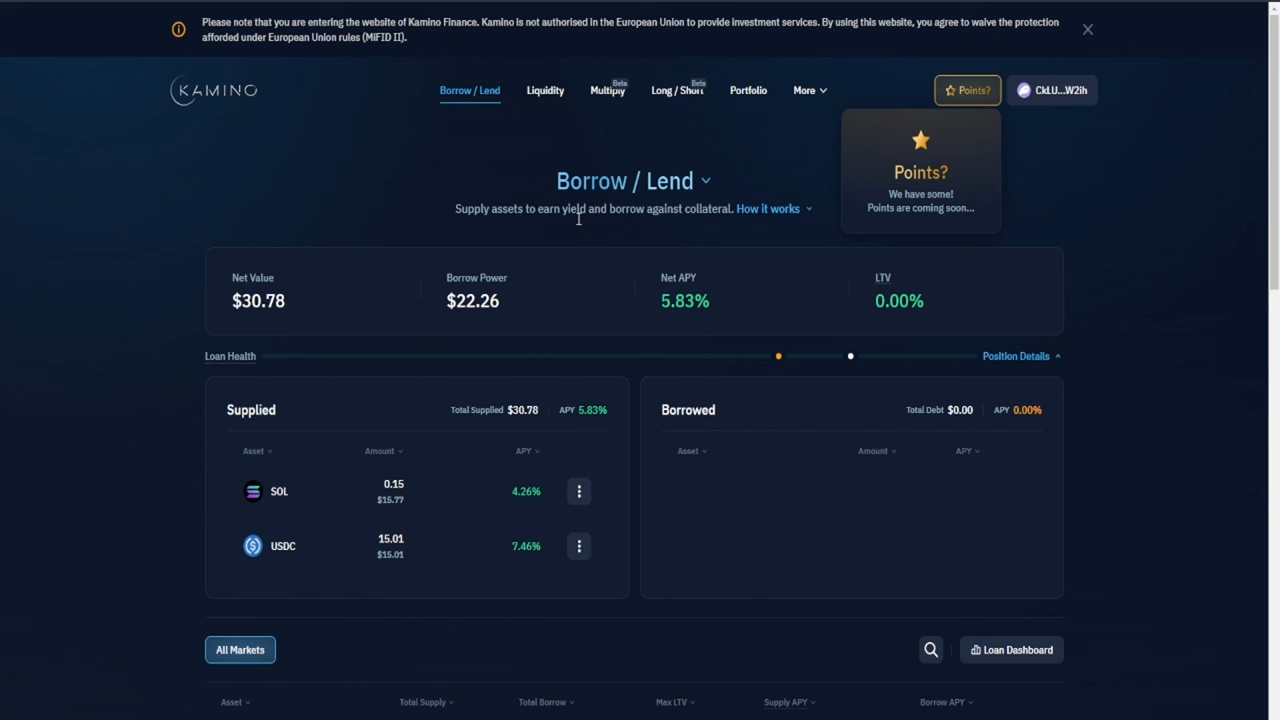 Please note that you are entering the website of Kamino Finance. Kamino is not authorised in the European Union to provide investment services. By using this website, you agree to waive the protection
afforded under European Union rules (MiFID II).
KAMINO
Borrow / Lend
Liquidity
Multiply
Beta
Long / Short
Beta
Portfolio
More
Points?
CkLU...W2ih
Points?
We have some!
Points are coming soon...
Borrow / Lend
Supply assets to earn yield and borrow against collateral. How it works
Net Value
Borrow Power
Net APY
LTV
$30.78
$22.26
5.83%
0.00%
Loan Health
Position Details
Supplied
Total Supplied $30.78
APY 5.83%
Asset
Amount
APY
SOL
0.15
$15.77
4.26%
USDC
15.01
$15.01
7.46%
Borrowed
Total Debt $0.00
APY 0.00%
Asset
Amount
APY
All Markets
Loan Dashboard
Asset
Total Supply
Total Borrow
Max LTV
Supply APY
Borrow APY